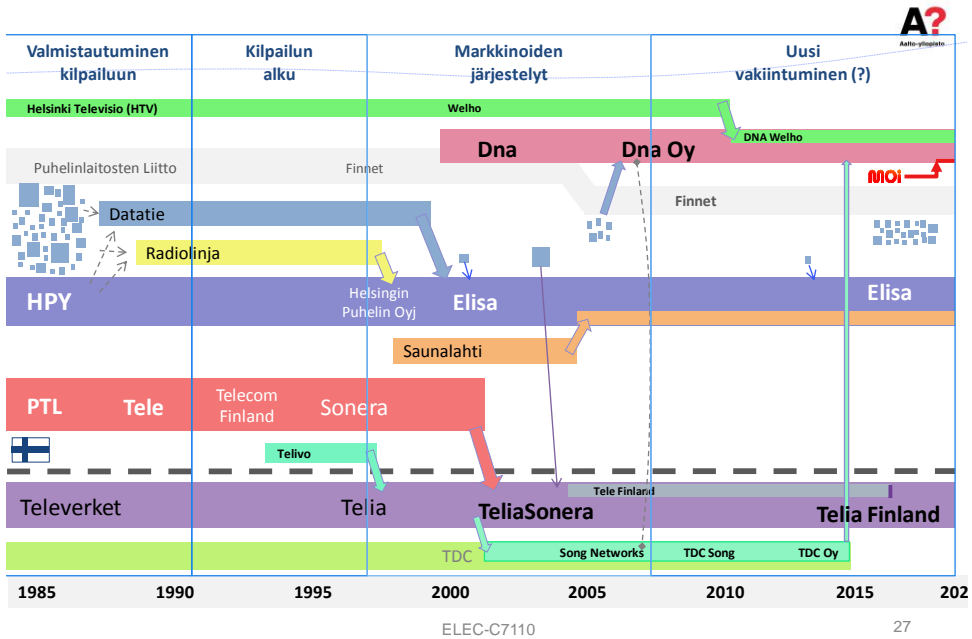 A?
Aalto-yliopisto
Valmistautuminen
kilpailuun
Kilpailun
alku
Markkinoiden
järjestelyt
Uusi
vakiintuminen (?)
Helsinki Televisio (HTV)
Welho
DNA Welho
Dna
Dna Oy
Puhelinlaitosten Liitto
Finnet
MOi
Finnet
Datatie
Radiolinja
HPY
Helsingin
Puhelin Oyj
Elisa
Elisa
Saunalahti
PTL
Tele
Telecom
Finland
Sonera
Telivo
Tele Finland
Televerket
Telia
TeliaSonera
Telia Finland
TDC
Song Networks
TDC Song
TDC Oy
1985
1990
1995
2000
2005
2010
2015
202
ELEC-C7110
27